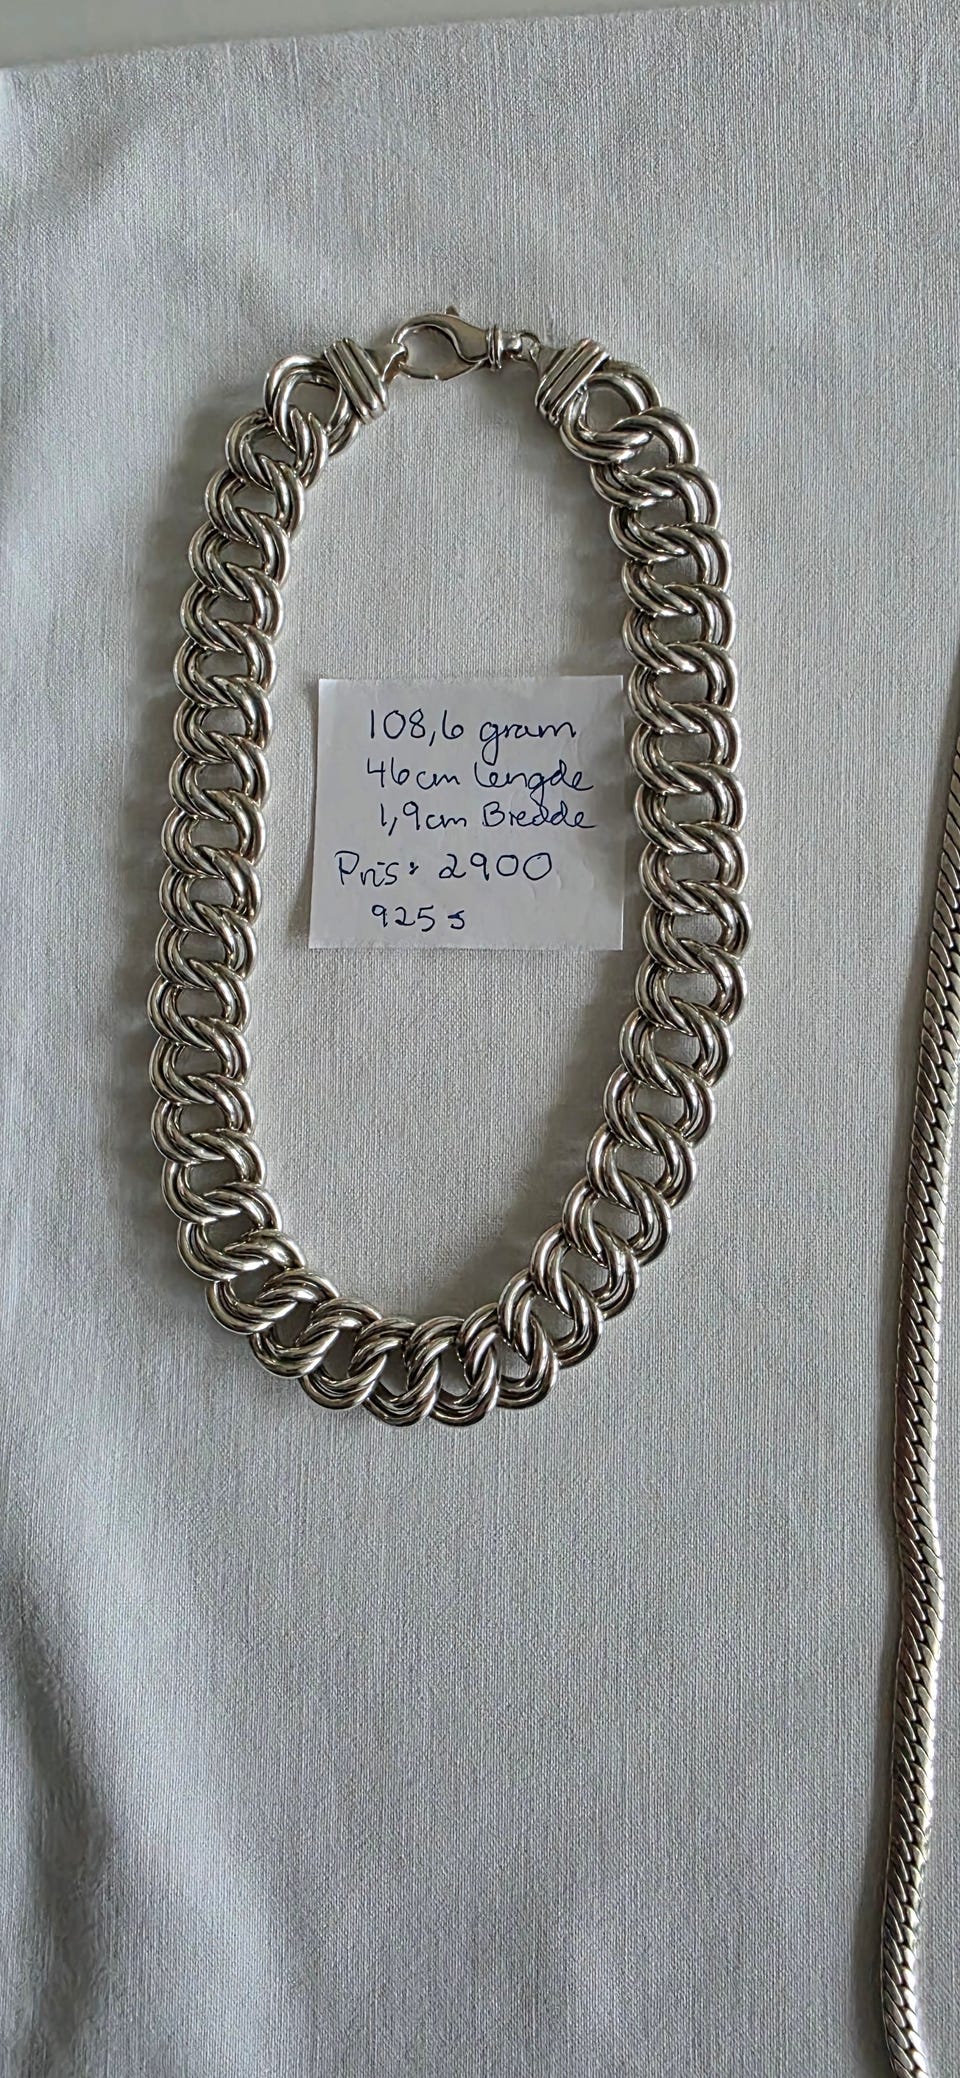 108,6 gram
46cm lengde
1,9cm Bredde
Pris: 2900
925 s